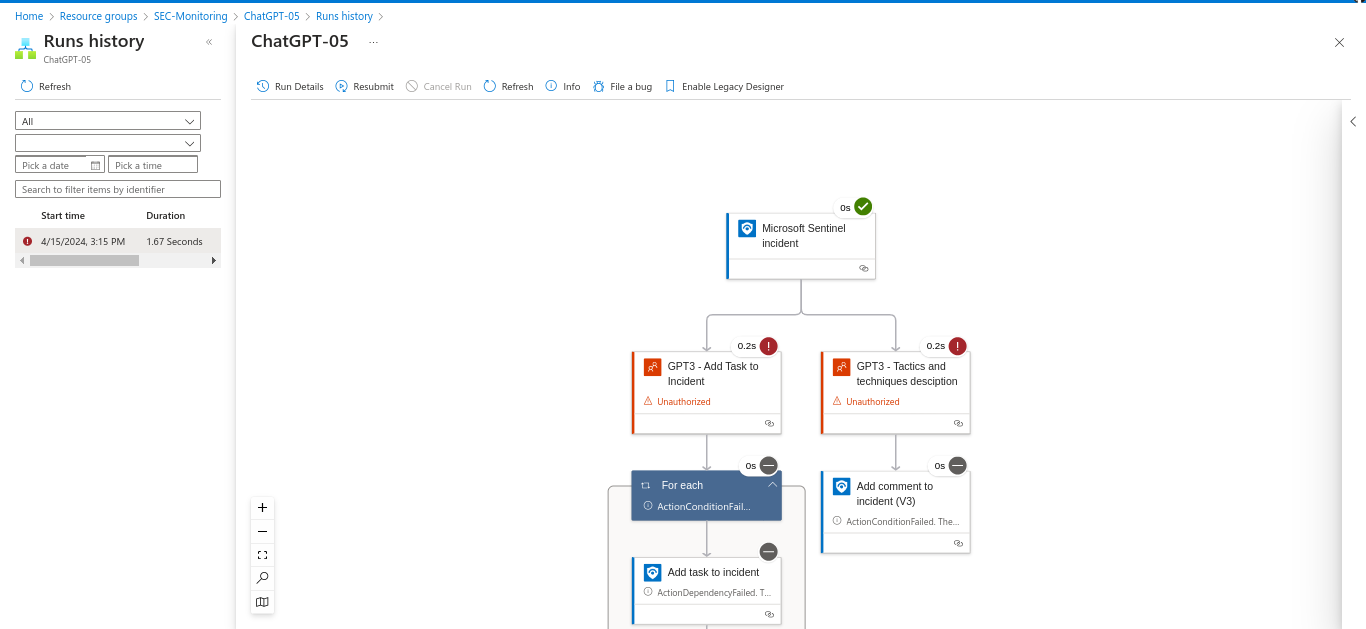 Home > Resource groups > SEC-Monitoring > ChatGPT-05 > Runs history >
Runs history «
ChatGPT-05
Refresh
All
Pick a date
Pick a time
Search to filter items by identifier
Start time Duration
4/15/2024, 3:15 PM 1.67 Seconds
ChatGPT-05 ...
Run Details Resubmit Cancel Run Refresh Info File a bug Enable Legacy Designer
0s
Microsoft Sentinel
incident
0.2s
GPT3 - Add Task to
Incident
Unauthorized
0.2s
GPT3 - Tactics and
techniques desciption
Unauthorized
0s
For each
ActionConditionFail...
0s
Add comment to
incident (V3)
ActionConditionFailed. The...
Add task to incident
ActionDependencyFailed. T...